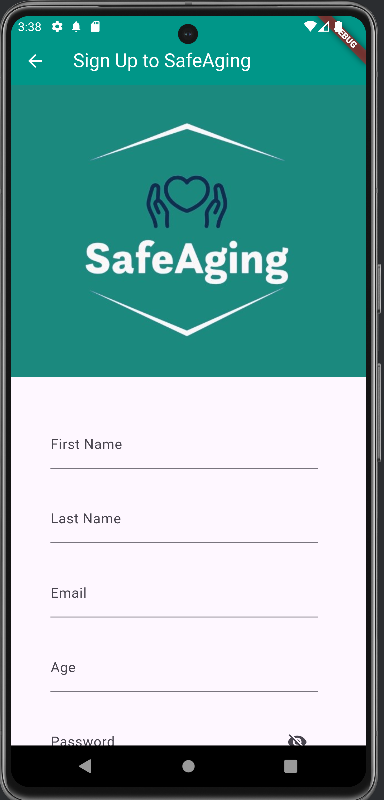 3:38
DEBUG
Sign Up to SafeAging
SafeAging
First Name
Last Name
Email
Age
Password